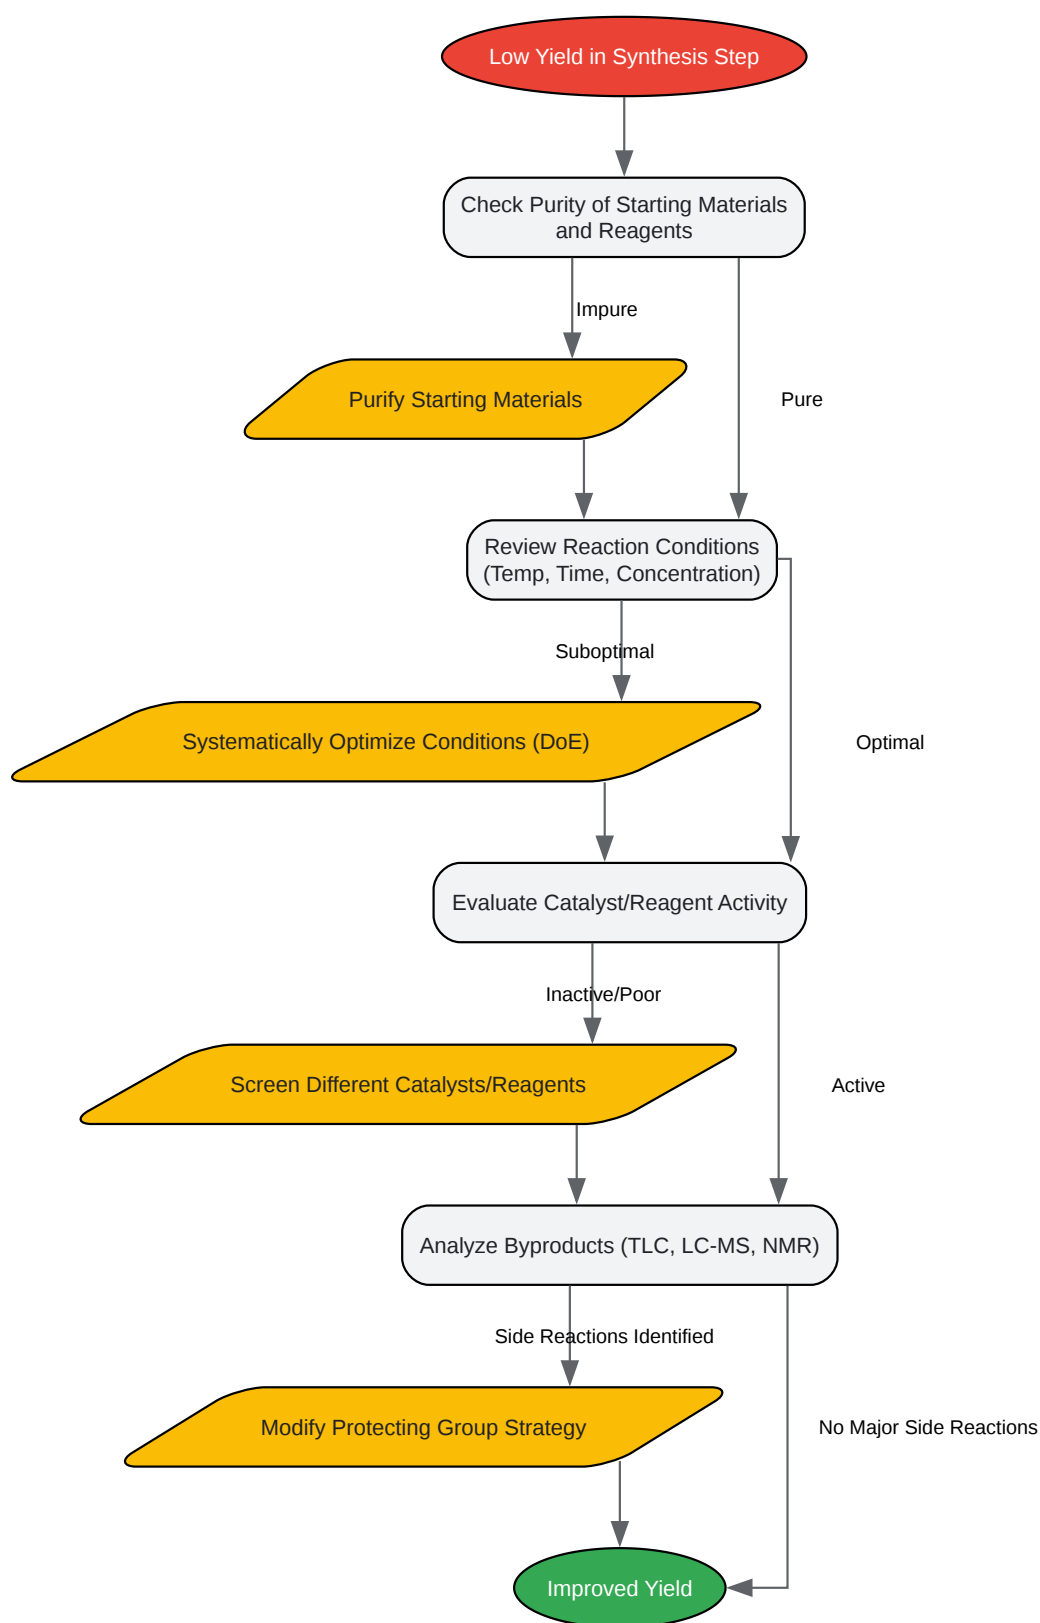 Low Yield in Synthesis Step
Check Purity of Starting Materials
and Reagents
Impure
Purify Starting Materials
Pure
Review Reaction Conditions
(Temp, Time, Concentration)
Suboptimal
Systematically Optimize Conditions (DoE)
Optimal
Evaluate Catalyst/Reagent Activity
Inactive/Poor
Screen Different Catalysts/Reagents
Active
Analyze Byproducts (TLC, LC-MS, NMR)
Side Reactions Identified
Modify Protecting Group Strategy
No Major Side Reactions
Improved Yield